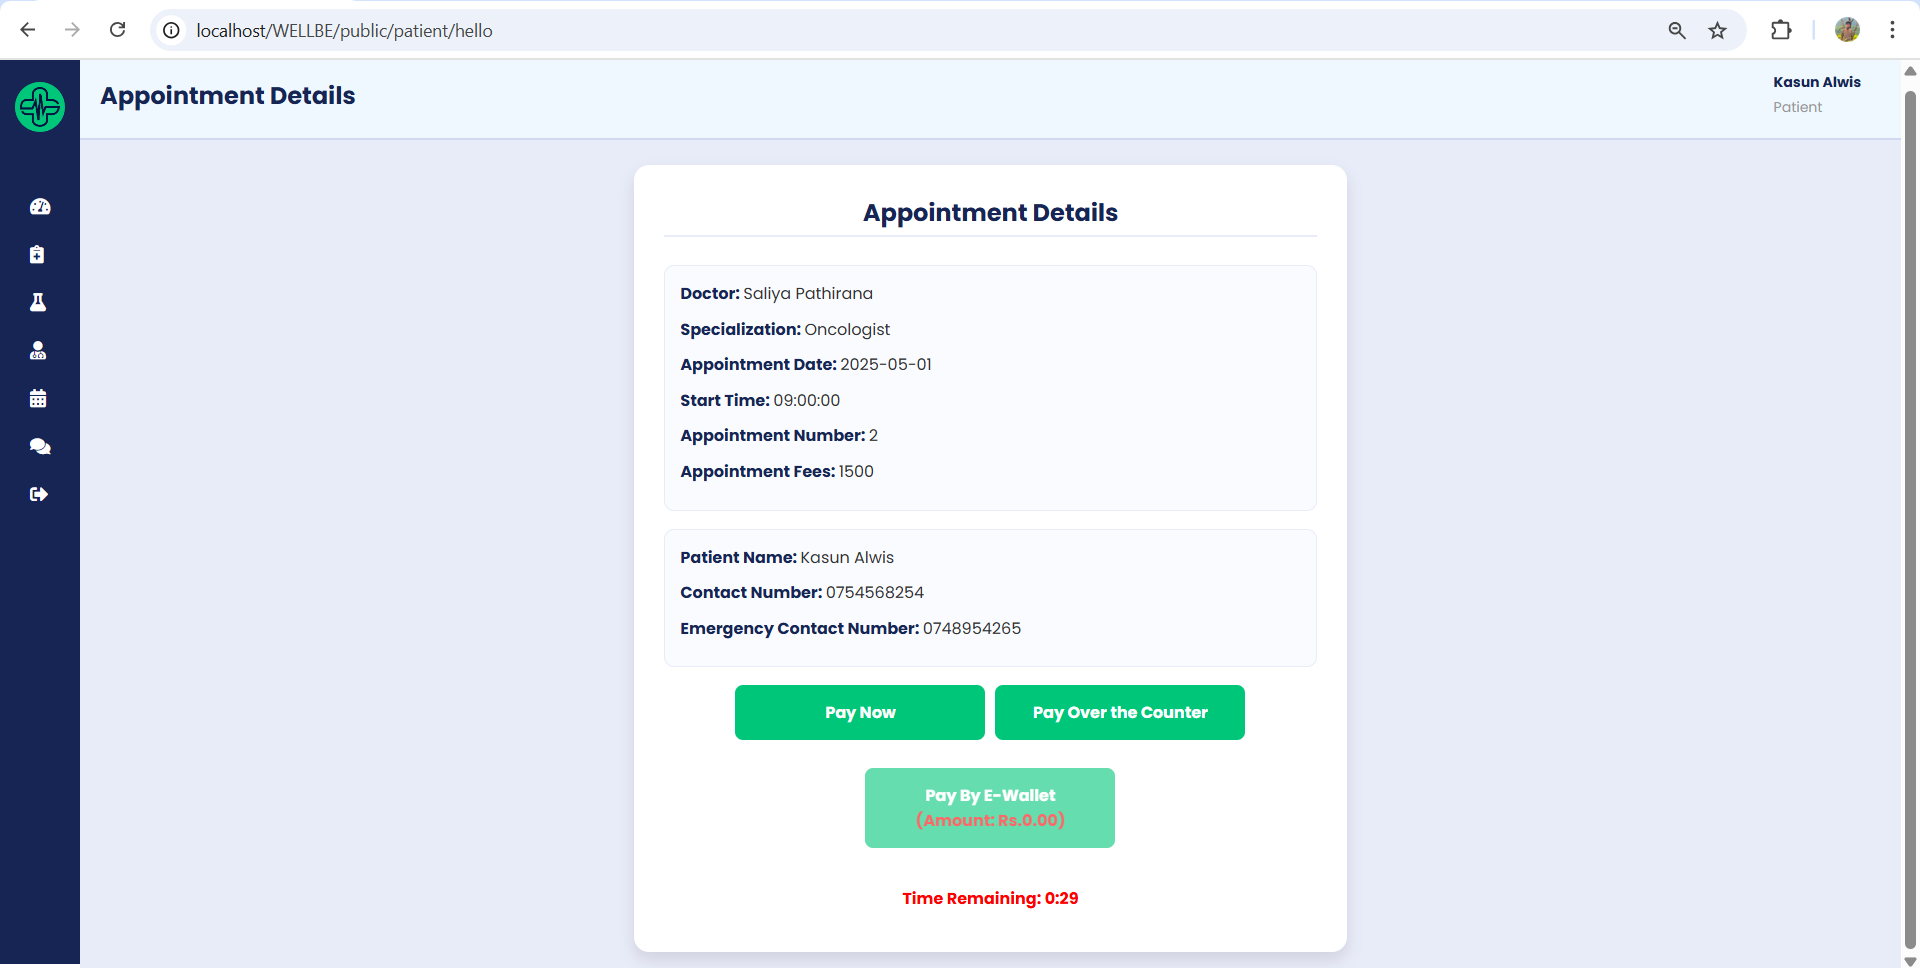 localhost/WELLBE/public/patient/hello
Appointment Details
Kasun Alwis
Patient
Appointment Details
Doctor: Saliya Pathirana
Specialization: Oncologist
Appointment Date: 2025-05-01
Start Time: 09:00:00
Appointment Number: 2
Appointment Fees: 1500
Patient Name: Kasun Alwis
Contact Number: 0754568254
Emergency Contact Number: 0748954265
Pay Now
Pay Over the Counter
Pay By E-Wallet
(Amount: Rs.0.00)
Time Remaining: 0:29